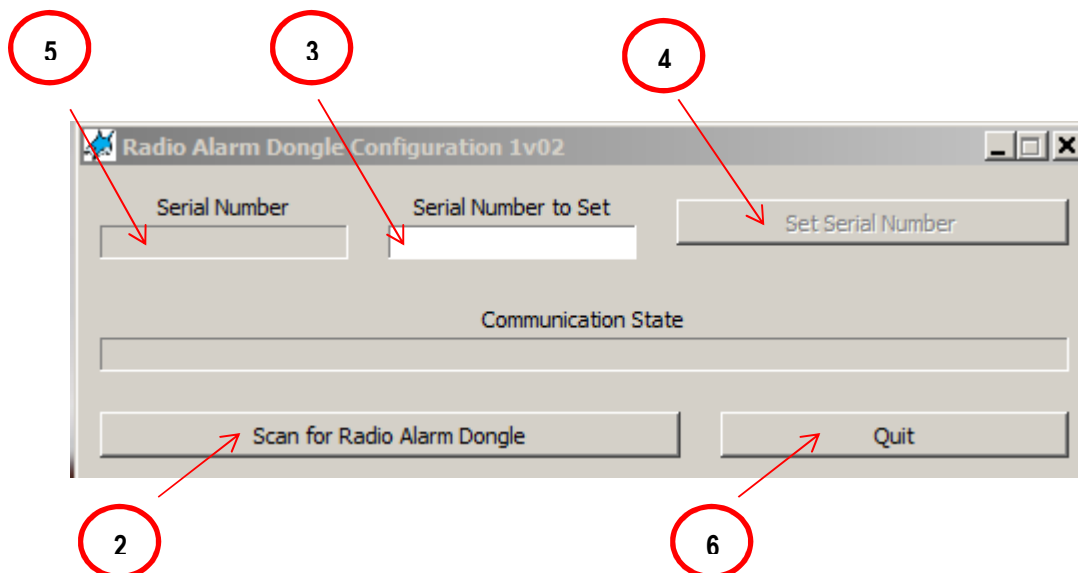 5
3
4
Radio Alarm Dongle Configuration 1v02
Serial Number
Serial Number to Set
Set Serial Number
Communication State
Scan for Radio Alarm Dongle
Quit
2
6